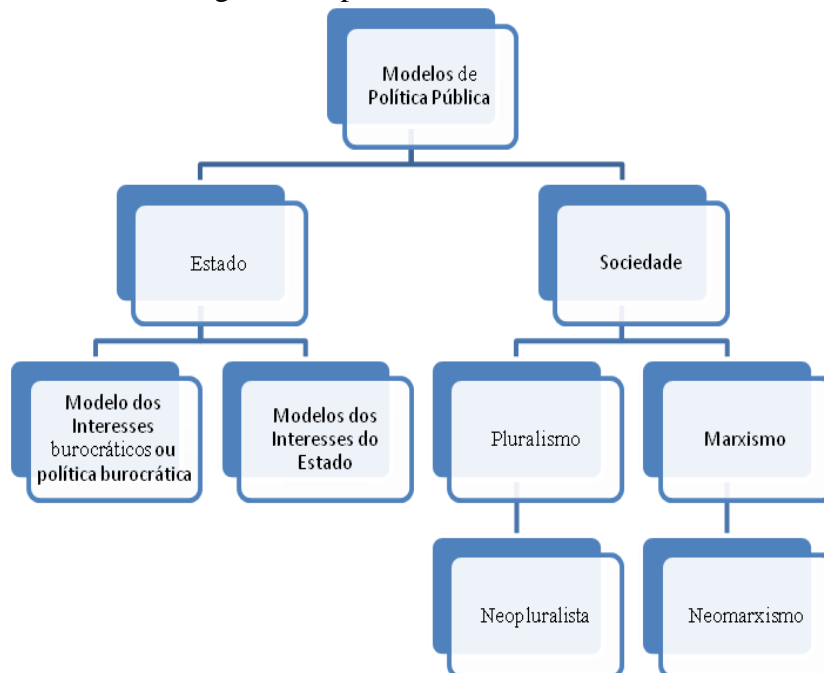 Modelos de
Política Pública
Estado
Sociedade
Modelo dos
Interesses
burocráticos ou
política burocrática
Modelos dos
Interesses do
Estado
Pluralismo
Marxismo
Neopluralista
Neomarxismo